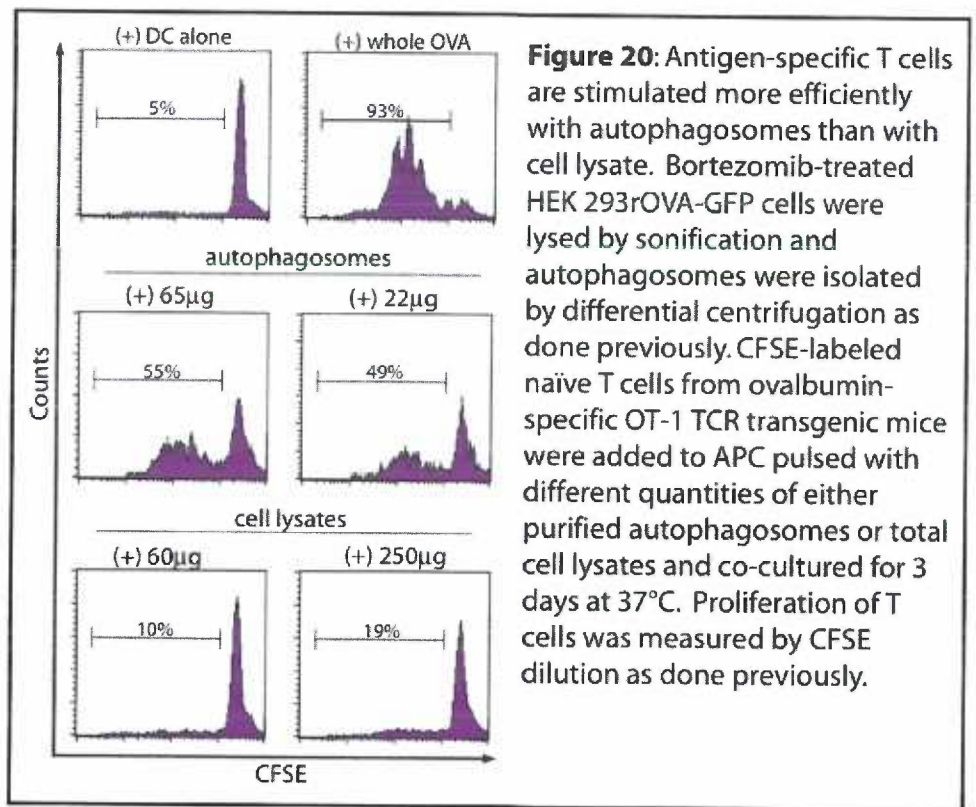 (+) DC alone
(+) whole OVA
5%
93%
autophagosomes
(+) 65µg
(+) 22µg
55%
49%
cell lysates
(+) 60µg
(+) 250µg
10%
19%
Counts
CFSE
Figure 20: Antigen-specific T cells
are stimulated more efficiently
with autophagosomes than with
cell lysate. Bortezomib-treated
HEK 293rOVA-GFP cells were
lysed by sonification and
autophagosomes were isolated
by differential centrifugation as
done previously. CFSE-labeled
naïve T cells from ovalbumin-
specific OT-1 TCR transgenic mice
were added to APC pulsed with
different quantities of either
purified autophagosomes or total
cell lysates and co-cultured for 3
days at 37°C. Proliferation of T
cells was measured by CFSE
dilution as done previously.